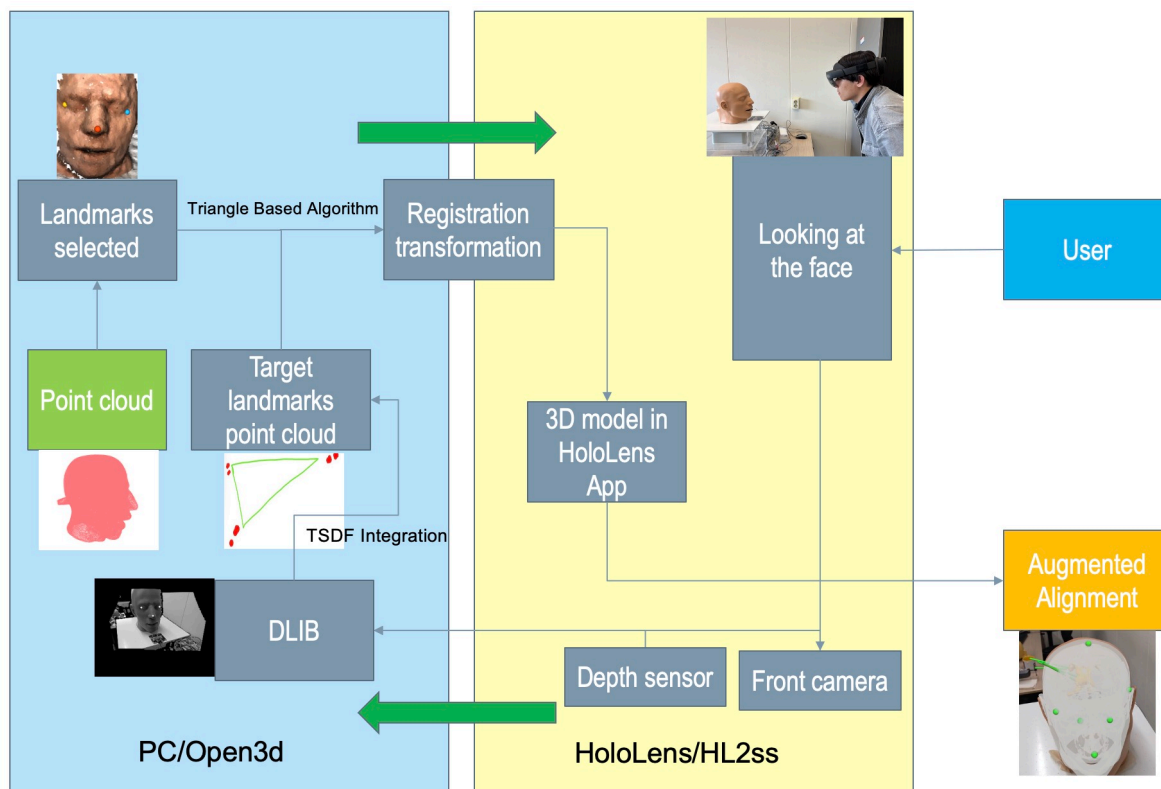 Landmarks
selected
Triangle Based Algorithm
Registration
transformation
Looking at
the face
User
Point cloud
Target
landmarks
point cloud
3D model in
HoloLens
App
TSDF Integration
Augmented
Alignment
DLIB
Depth sensor
Front camera
PC/Open3d
HoloLens/HL2ss